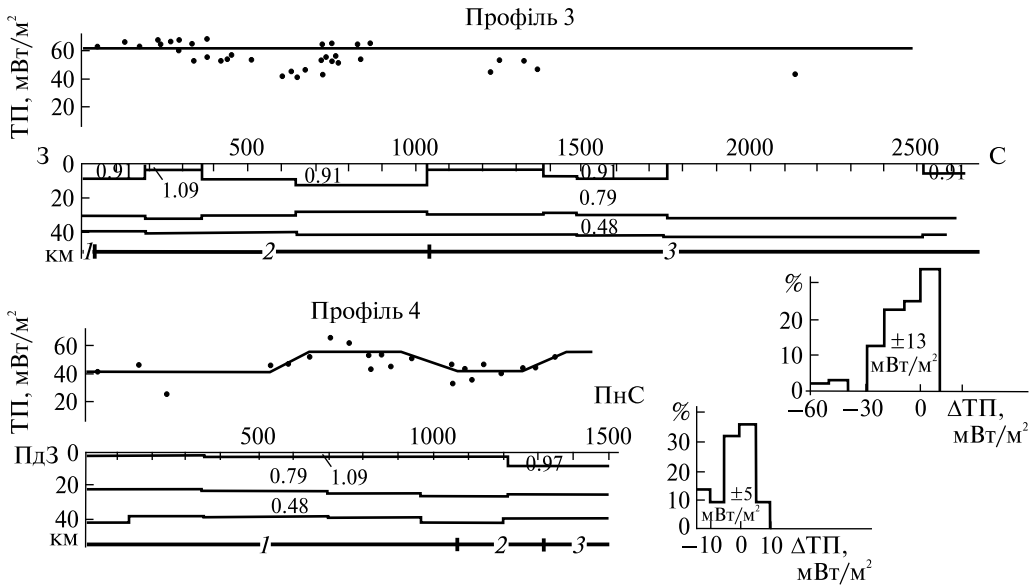 Профіль 3
ТП, мВт/м²
60
40
20
З 500 1000 1500 2000 2500 С
0
20
40
км
0.91 1.09 0.91 0.91 0.91
0.79
0.48
1 2 3
Профіль 4
ТП, мВт/м²
60
40
20
ПнС
ПдЗ 500 1000 1500
0
20
40
км
0.79 1.09 0.97
0.48
1 2 3
%
20
10
0
±13
мВт/м²
−60 −30 0 ΔТП,
мВт/м²
%
30
20
10
0
±5
мВт/м²
−10 0 10 ΔТП,
мВт/м²